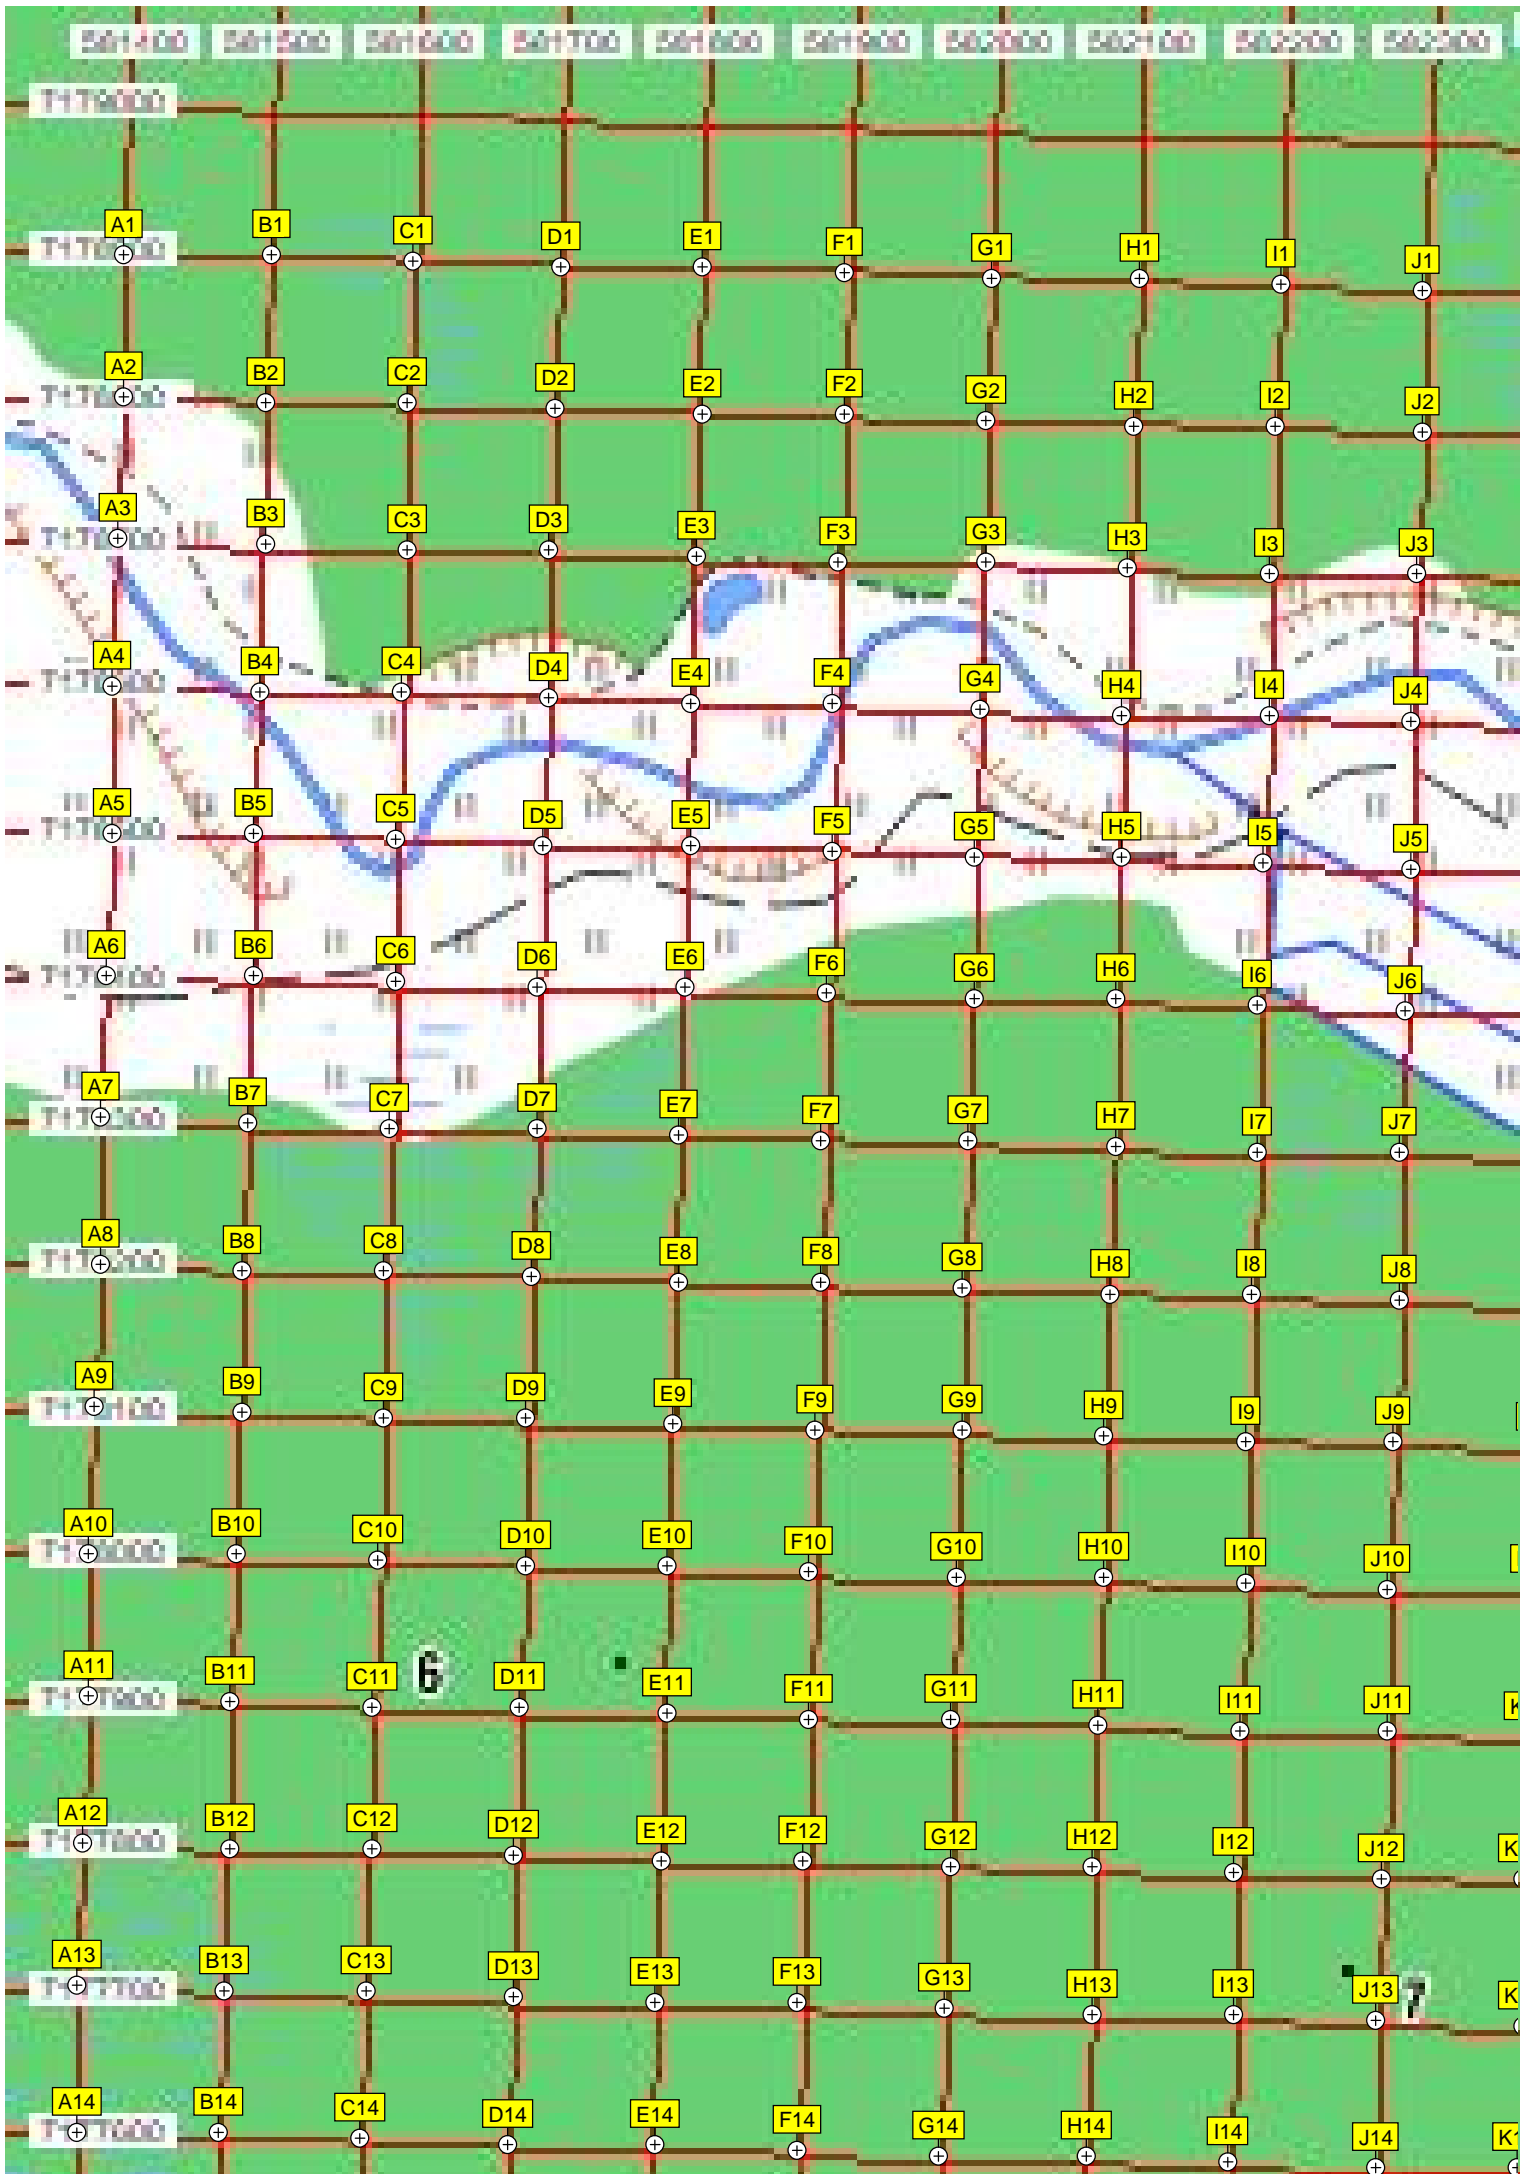 A1 B1 C1 D1 E1 F1 G1 H1 I1 J1
A2 B2 C2 D2 E2 F2 G2 H2 I2 J2
A3 B3 C3 D3 E3 F3 G3 H3 I3 J3
A4 B4 C4 D4 E4 F4 G4 H4 I4 J4
A5 B5 C5 D5 E5 F5 G5 H5 I5 J5
A6 B6 C6 D6 E6 F6 G6 H6 I6 J6
A7 B7 C7 D7 E7 F7 G7 H7 I7 J7
A8 B8 C8 D8 E8 F8 G8 H8 I8 J8
A9 B9 C9 D9 E9 F9 G9 H9 I9 J9
A10 B10 C10 D10 E10 F10 G10 H10 I10 J10
6
A11 B11 C11 D11 E11 F11 G11 H11 I11 J11
A12 B12 C12 D12 E12 F12 G12 H12 I12 J12 K
A13 B13 C13 D13 E13 F13 G13 H13 I13 J13 7 K
A14 B14 C14 D14 E14 F14 G14 H14 I14 J14